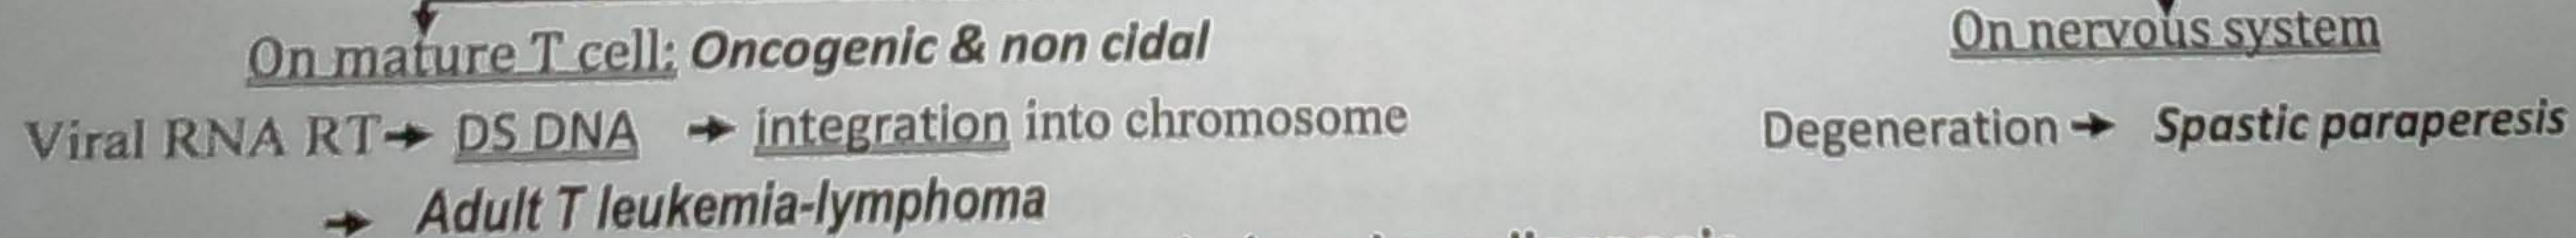 On mature T cell: Oncogenic & non cidal
Viral RNA RT→ DS DNA → integration into chromosome
→ Adult T leukemia-lymphoma
On nervous system
Degeneration → Spastic paraperesis